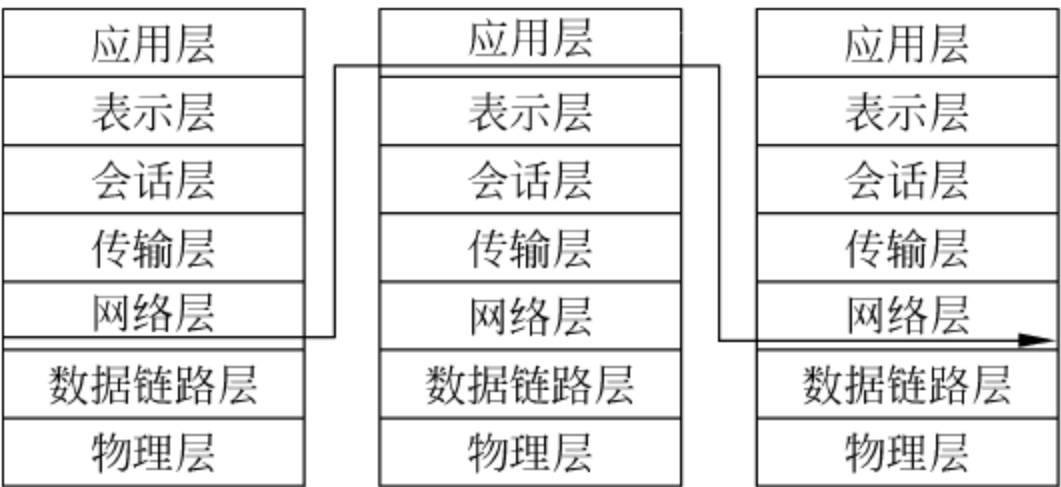 应用层
表示层
会话层
传输层
网络层
数据链路层
物理层
应用层
表示层
会话层
传输层
网络层
数据链路层
物理层
应用层
表示层
会话层
传输层
网络层
数据链路层
物理层